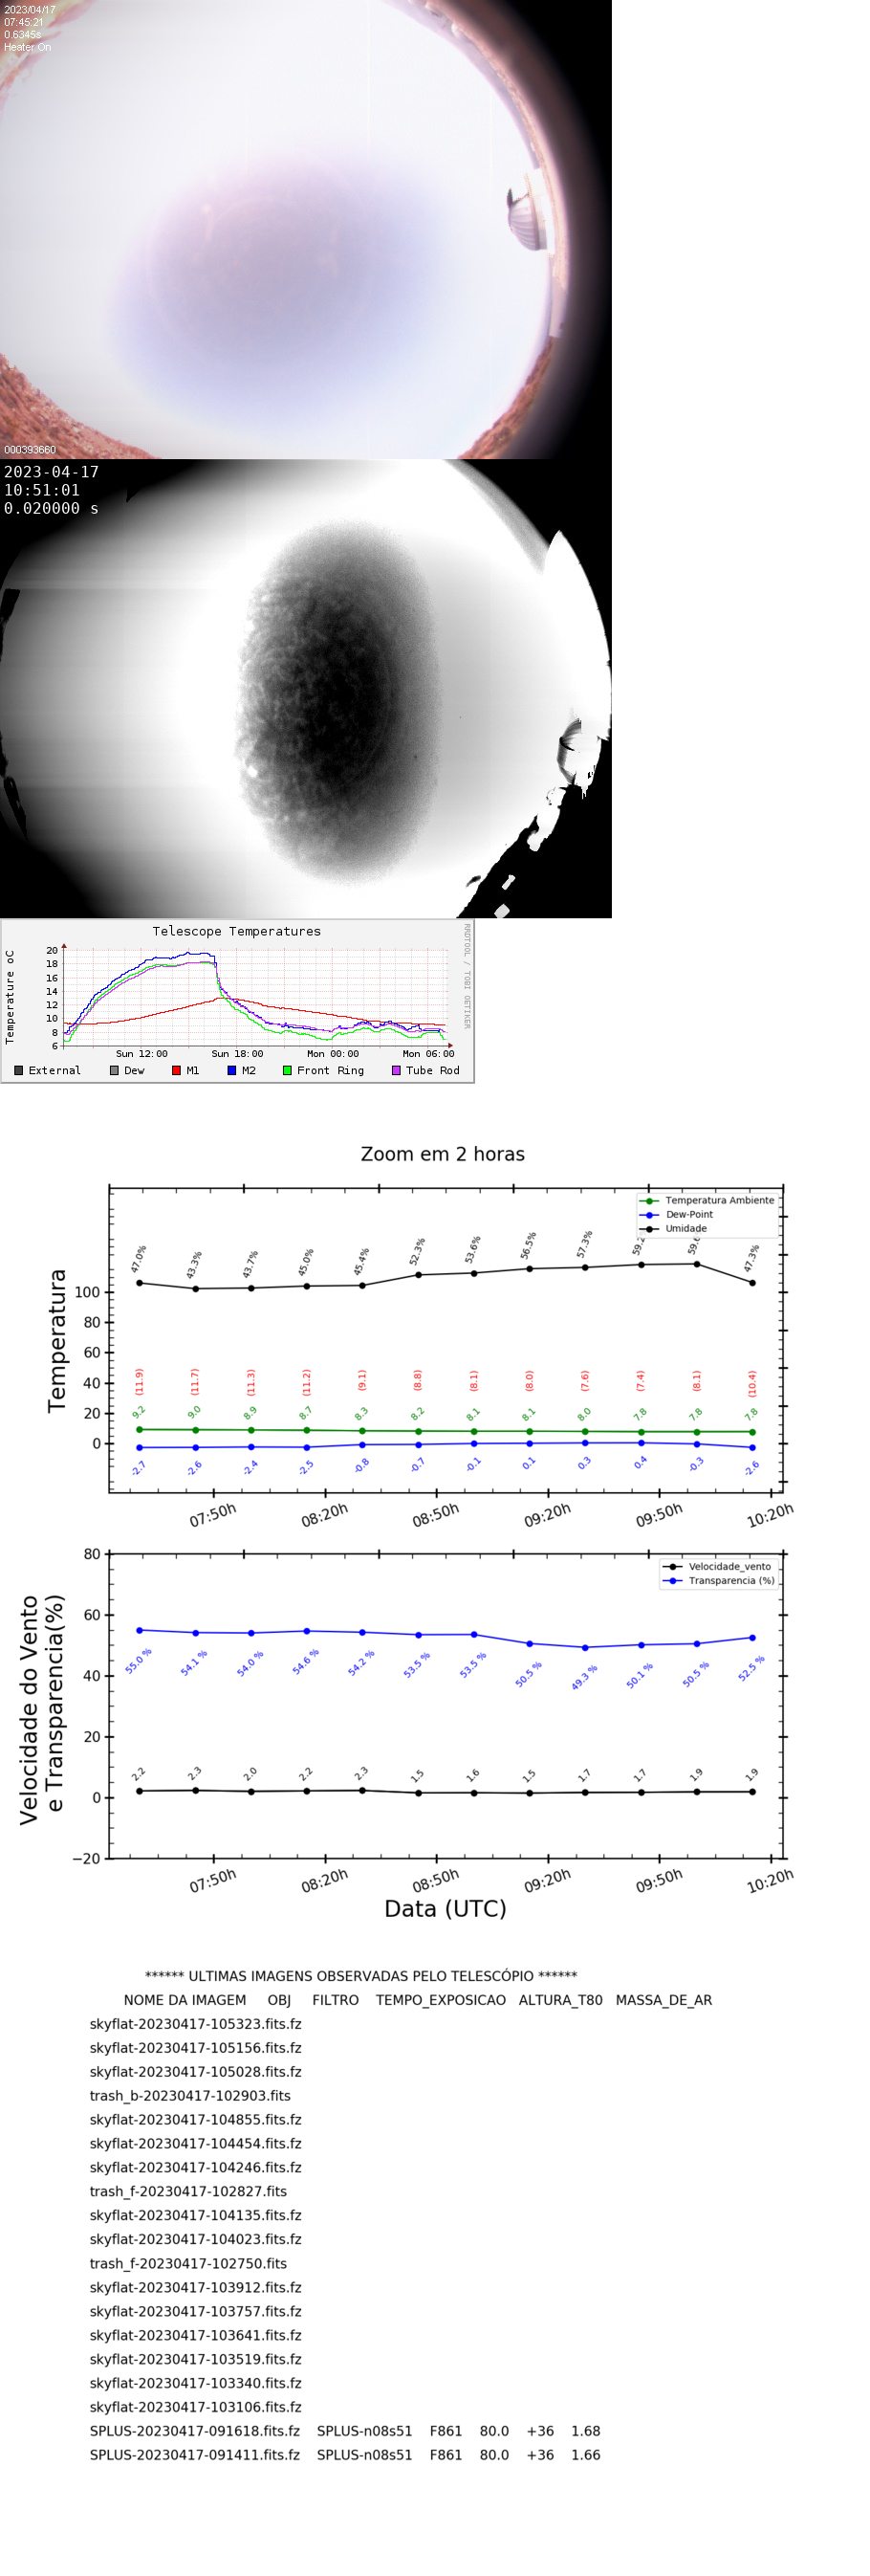 2023/04/17
07:45:21
0.6345s
Heater On
000393660
2023-04-17
10:51:01
0.020000 s
Telescope Temperatures
RRDTOOL / TOBI OETIKER
Temperature oC
20
18
16
14
12
10
8
6
Sun 12:00 Sun 18:00 Mon 00:00 Mon 06:00
External Dew M1 M2 Front Ring Tube Rod
Zoom em 2 horas
Temperatura Ambiente
Dew-Point
Umidade
47.0% 43.3% 43.7% 45.0% 45.4% 52.3% 53.6% 56.5% 57.3% 47.3%
Temperatura
100
80
60
40
20
0
(11.9) (11.7) (11.3) (11.2) (9.1) (8.8) (8.1) (8.0) (7.6) (7.4) (8.1) (10.4)
9.2 9.0 8.9 8.7 8.3 8.2 8.1 8.1 8.0 7.8 7.8 7.8
-2.7 -2.6 -2.4 -2.5 -0.8 -0.7 -0.1 0.1 0.3 0.4 -0.3 -2.6
07:50h 08:20h 08:50h 09:20h 09:50h 10:20h
Velocidade_vento
Transparencia (%)
Velocidade do Vento
e Transparencia(%)
80
60
40
20
0
−20
55.0 % 54.1 % 54.0 % 54.6 % 54.2 % 53.5 % 53.5 % 50.5 % 49.3 % 50.1 % 50.5 % 52.5 %
2.2 2.3 2.0 2.2 2.3 1.5 1.6 1.5 1.7 1.7 1.9 1.9
07:50h 08:20h 08:50h 09:20h 09:50h 10:20h
Data (UTC)
****** ULTIMAS IMAGENS OBSERVADAS PELO TELESCÓPIO ******
NOME DA IMAGEM OBJ FILTRO TEMPO_EXPOSICAO ALTURA_T80 MASSA_DE_AR
skyflat-20230417-105323.fits.fz
skyflat-20230417-105156.fits.fz
skyflat-20230417-105028.fits.fz
trash_b-20230417-102903.fits
skyflat-20230417-104855.fits.fz
skyflat-20230417-104454.fits.fz
skyflat-20230417-104246.fits.fz
trash_f-20230417-102827.fits
skyflat-20230417-104135.fits.fz
skyflat-20230417-104023.fits.fz
trash_f-20230417-102750.fits
skyflat-20230417-103912.fits.fz
skyflat-20230417-103757.fits.fz
skyflat-20230417-103641.fits.fz
skyflat-20230417-103519.fits.fz
skyflat-20230417-103340.fits.fz
skyflat-20230417-103106.fits.fz
SPLUS-20230417-091618.fits.fz SPLUS-n08s51 F861 80.0 +36 1.68
SPLUS-20230417-091411.fits.fz SPLUS-n08s51 F861 80.0 +36 1.66